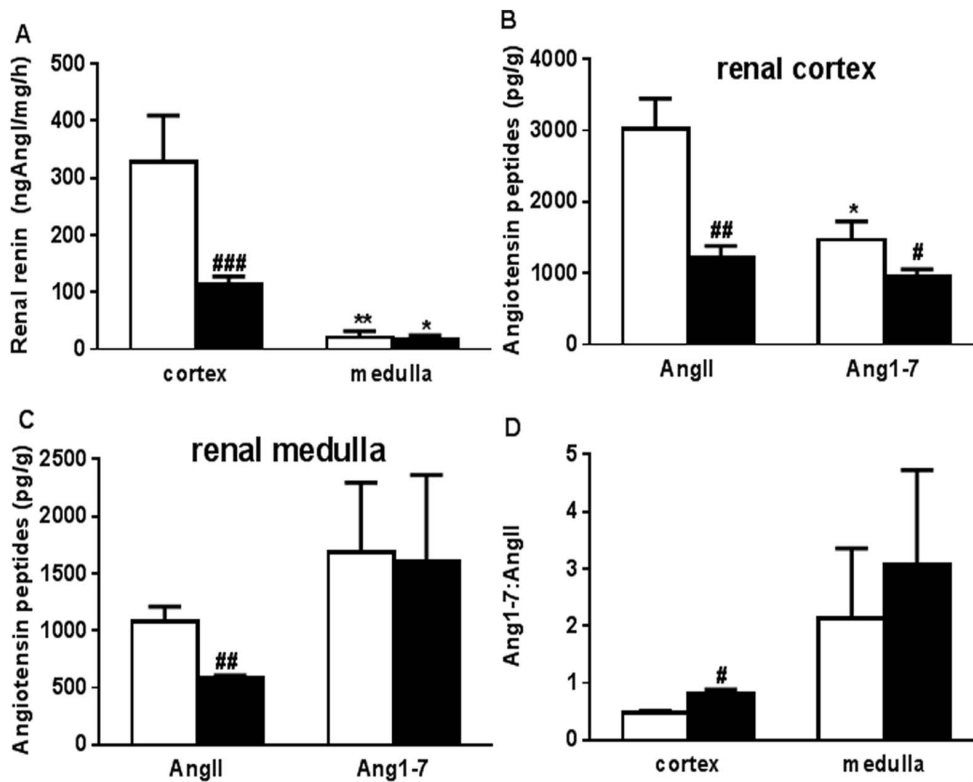 A
Renal renin (ngAngI/mg/h)
500
400
300
200
100
0
###
**
*
cortex
medulla
B
renal cortex
Angiotensin peptides (pg/g)
4000
3000
2000
1000
0
##
*
#
AngII
Ang1-7
C
renal medulla
Angiotensin peptides (pg/g)
2500
2000
1500
1000
500
0
##
AngII
Ang1-7
D
Ang1-7:AngII
5
4
3
2
1
0
#
cortex
medulla